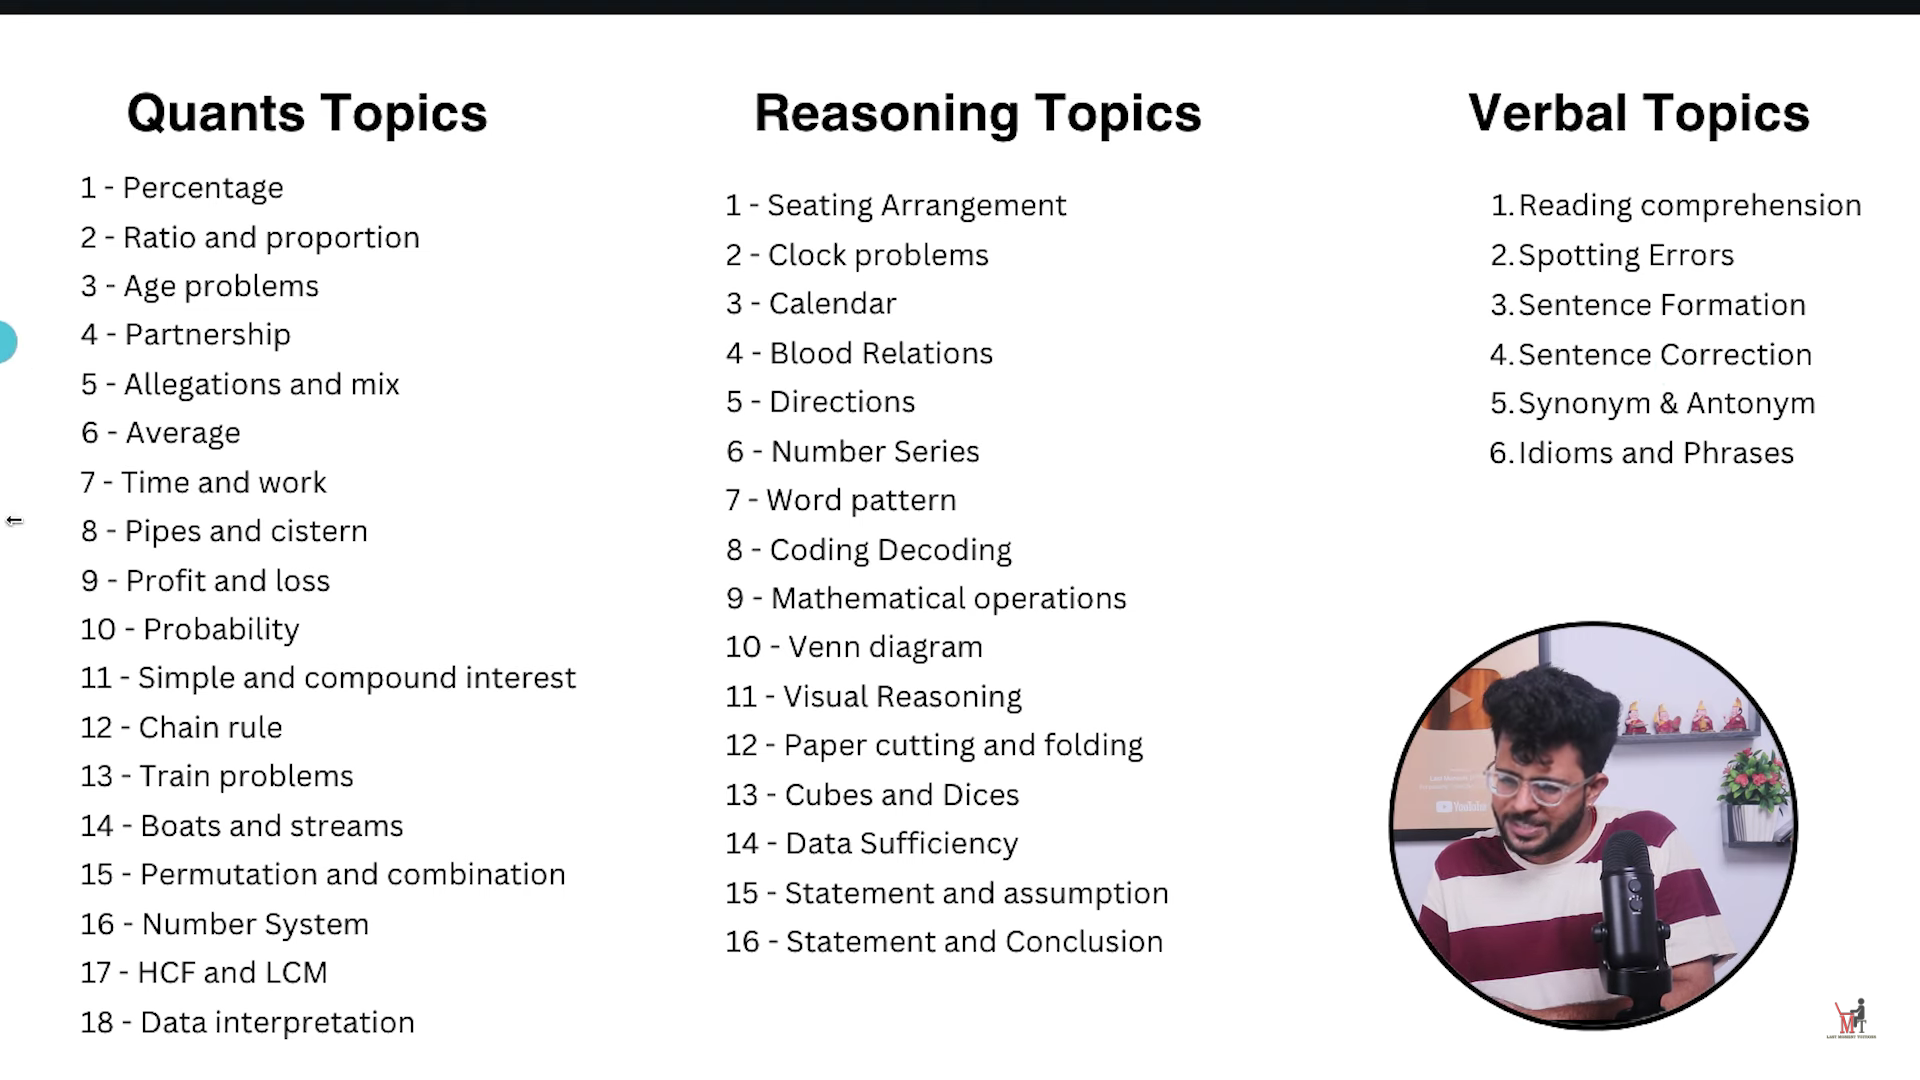 Quants Topics
1 - Percentage
2 - Ratio and proportion
3 - Age problems
4 - Partnership
5 - Allegations and mix
6 - Average
7 - Time and work
8 - Pipes and cistern
9 - Profit and loss
10 - Probability
11 - Simple and compound interest
12 - Chain rule
13 - Train problems
14 - Boats and streams
15 - Permutation and combination
16 - Number System
17 - HCF and LCM
18 - Data interpretation
Reasoning Topics
1 - Seating Arrangement
2 - Clock problems
3 - Calendar
4 - Blood Relations
5 - Directions
6 - Number Series
7 - Word pattern
8 - Coding Decoding
9 - Mathematical operations
10 - Venn diagram
11 - Visual Reasoning
12 - Paper cutting and folding
13 - Cubes and Dices
14 - Data Sufficiency
15 - Statement and assumption
16 - Statement and Conclusion
Verbal Topics
1. Reading comprehension
2. Spotting Errors
3. Sentence Formation
4. Sentence Correction
5. Synonym & Antonym
6. Idioms and Phrases
YouTube
MT
LAST MOMENT TUITIONS